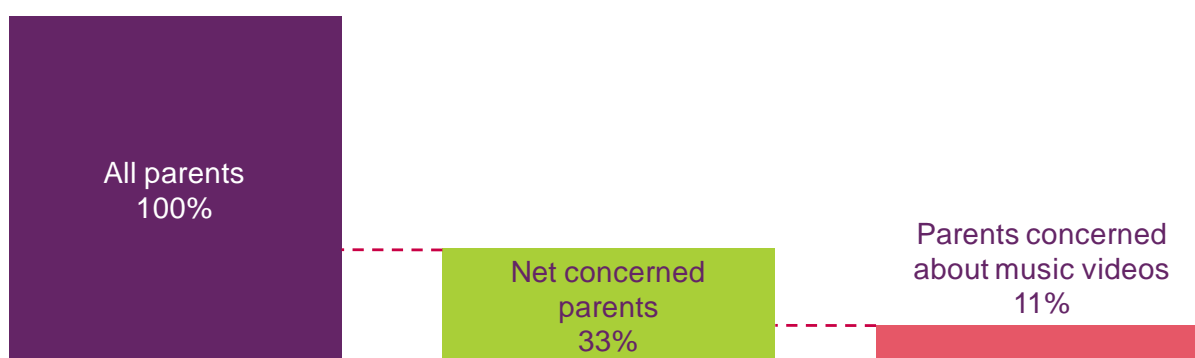 All parents
100%
Net concerned
parents
33%
Parents concerned
about music videos
11%